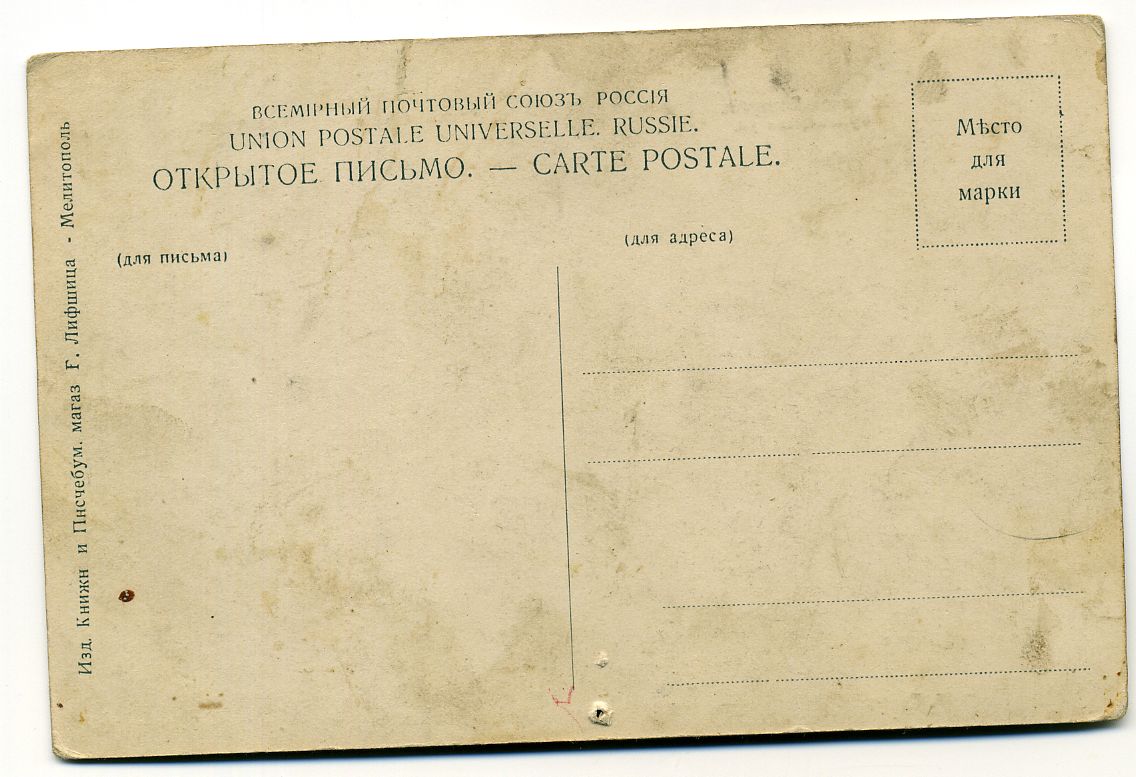 ВСЕМІРНЫЙ ПОЧТОВЫЙ СОЮЗЪ РОССІЯ
UNION POSTALE UNIVERSELLE. RUSSIE.
ОТКРЫТОЕ ПИСЬМО. — CARTE POSTALE.
Мѣсто
для
марки
(для письма)
(для адреса)
Изд. Книжн и Пнсчебум. магаз Г. Лифшица - Мелитополь